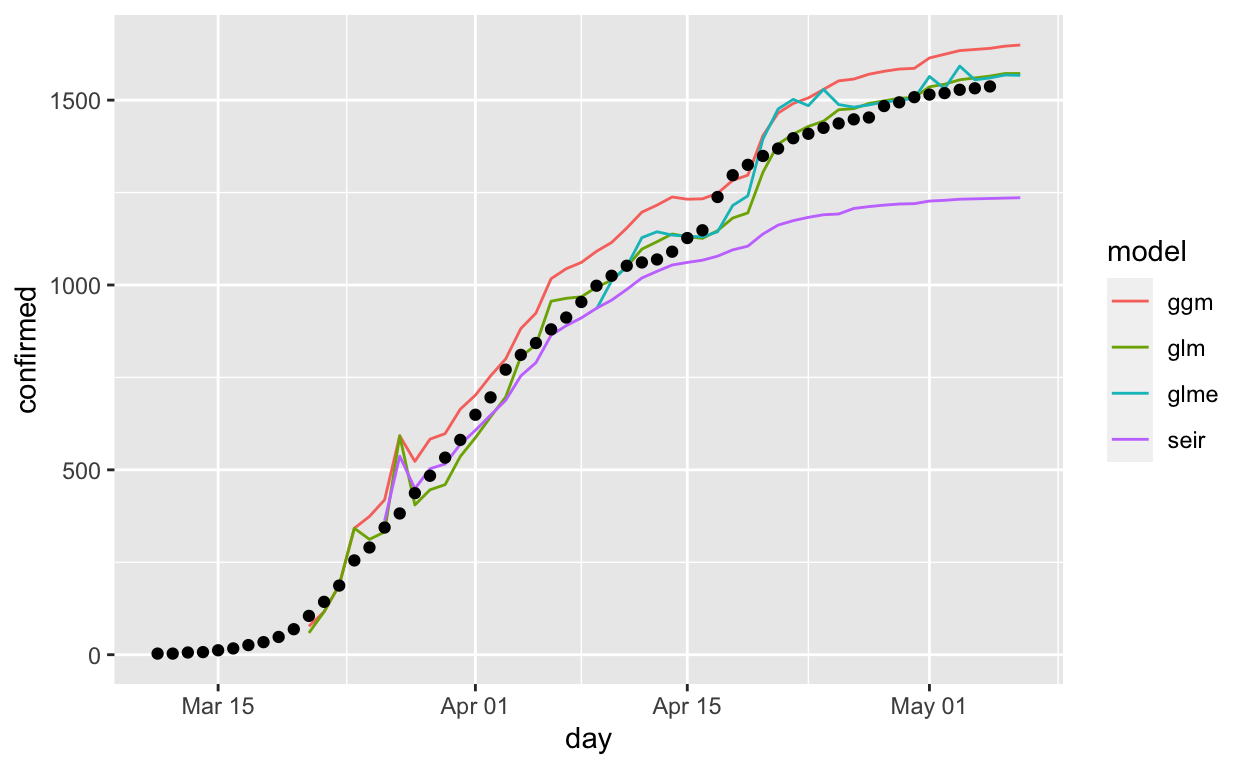 confirmed
1500
1000
500
0
Mar 15
Apr 01
Apr 15
May 01
day
model
ggm
glm
glme
seir